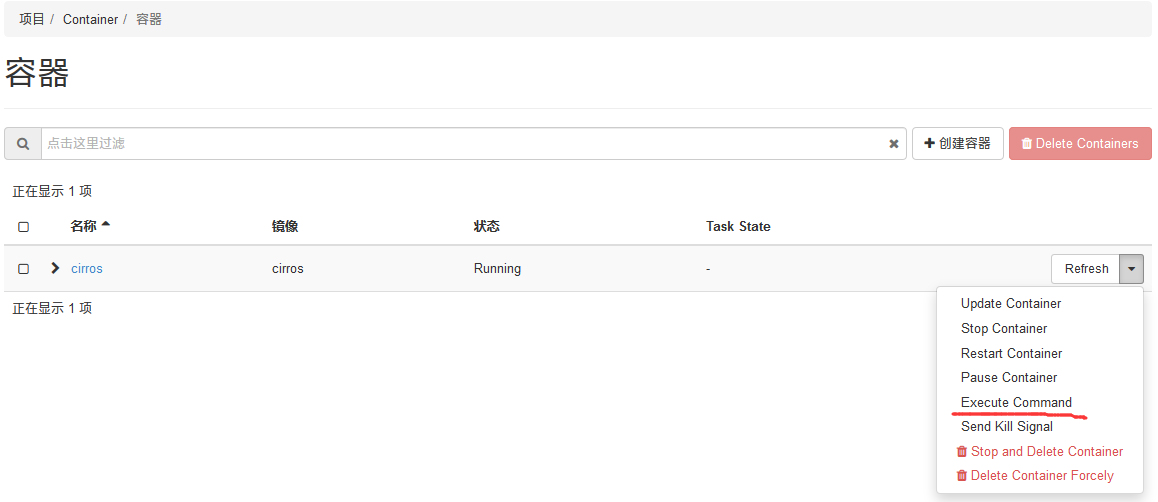 项目 / Container / 容器
容器
点击这里过滤
创建容器
Delete Containers
正在显示 1 项
名称 镜像 状态 Task State
cirros cirros Running - Refresh
正在显示 1 项
Update Container
Stop Container
Restart Container
Pause Container
Execute Command
Send Kill Signal
Stop and Delete Container
Delete Container Forcely